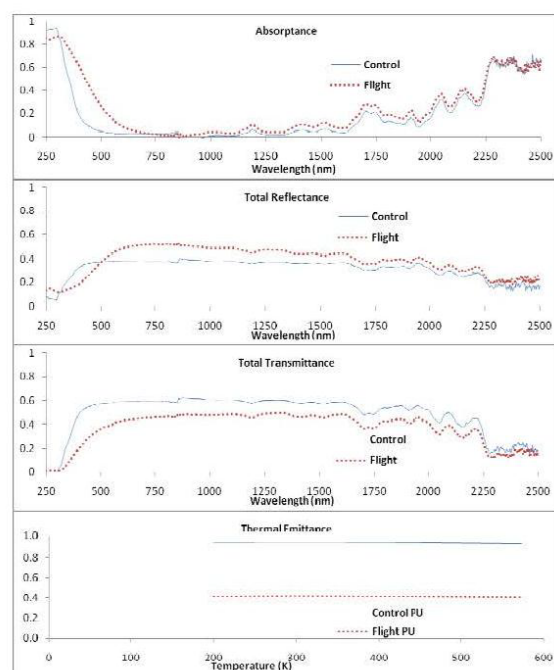 Absorptance
Control
Flight
1
0.8
0.6
0.4
0.2
0
250 500 750 1000 1250 1500 1750 2000 2250 2500
Wavelength (nm)
Total Reflectance
Control
Flight
1
0.8
0.6
0.4
0.2
0
250 500 750 1000 1250 1500 1750 2000 2250 2500
Wavelength (nm)
Total Transmittance
Control
Flight
1
0.8
0.6
0.4
0.2
0
250 500 750 1000 1250 1500 1750 2000 2250 2500
Wavelength (nm)
Thermal Emittance
Control PU
Flight PU
1.0
0.8
0.6
0.4
0.2
0.0
0 100 200 300 400 500 600
Temperature (K)